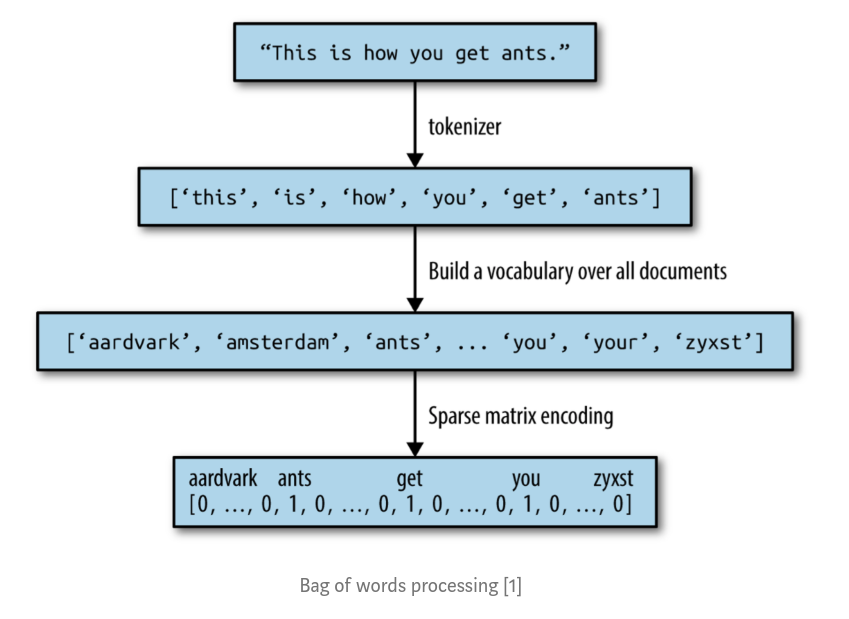 “This is how you get ants.”
tokenizer
[‘this’, ‘is’, ‘how’, ‘you’, ‘get’, ‘ants’]
Build a vocabulary over all documents
[‘aardvark’, ‘amsterdam’, ‘ants’, ... ‘you’, ‘your’, ‘zyxst’]
Sparse matrix encoding
aardvark ants get you zyxst
[0, ..., 0, 1, 0, ..., 0, 1, 0, ..., 0, 1, 0, ..., 0]
Bag of words processing [1]